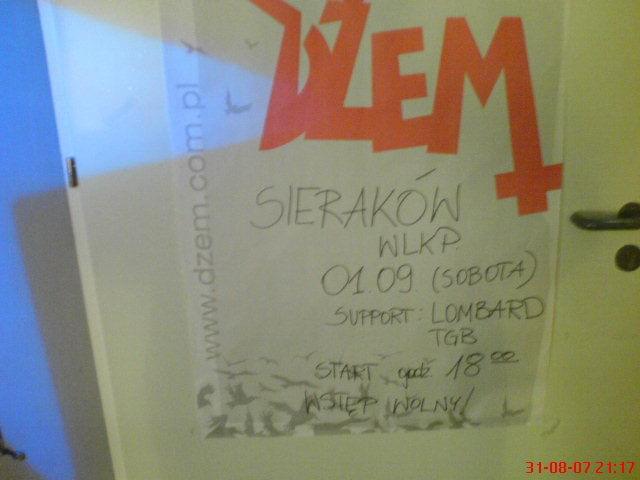 DŻEM
www.dzem.com.pl
SIERAKÓW
WLKP.
01.09 (SOBOTA)
SUPPORT: LOMBARD
TGB
START godz. 18 00
WSTĘP WOLNY!
31-08-07 21:17